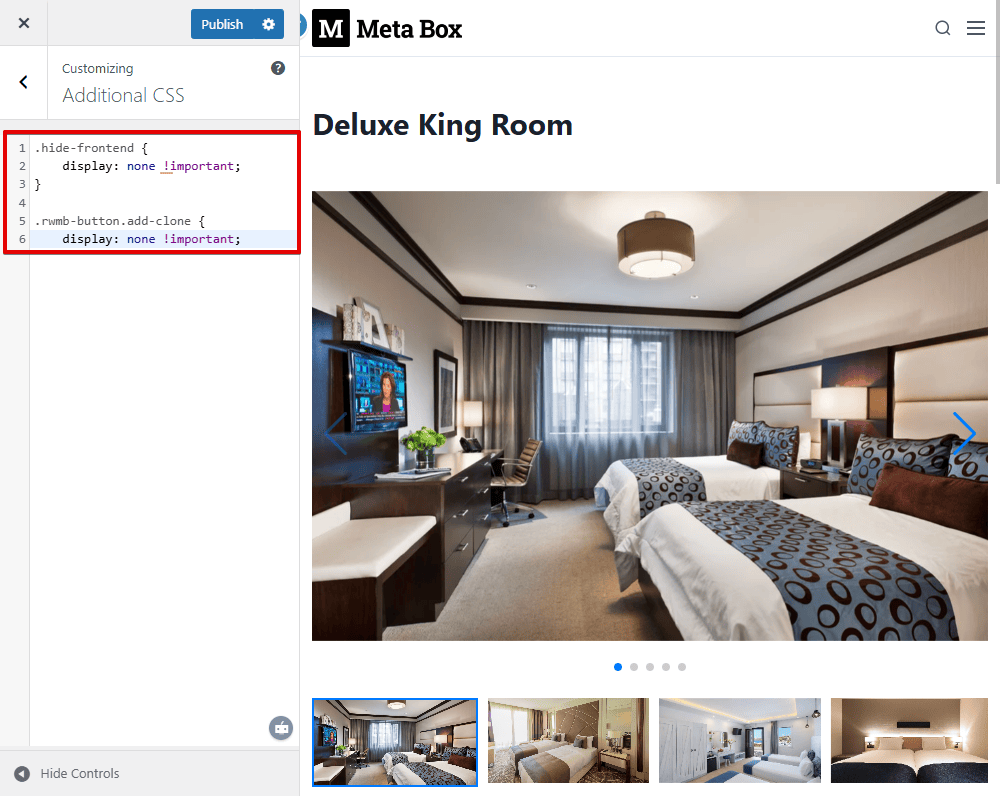 Publish
Customizing
Additional CSS
1 .hide-frontend {
2 display: none !important;
3 }
4
5 .rwmb-button.add-clone {
6 display: none !important;
Hide Controls
M Meta Box
Deluxe King Room